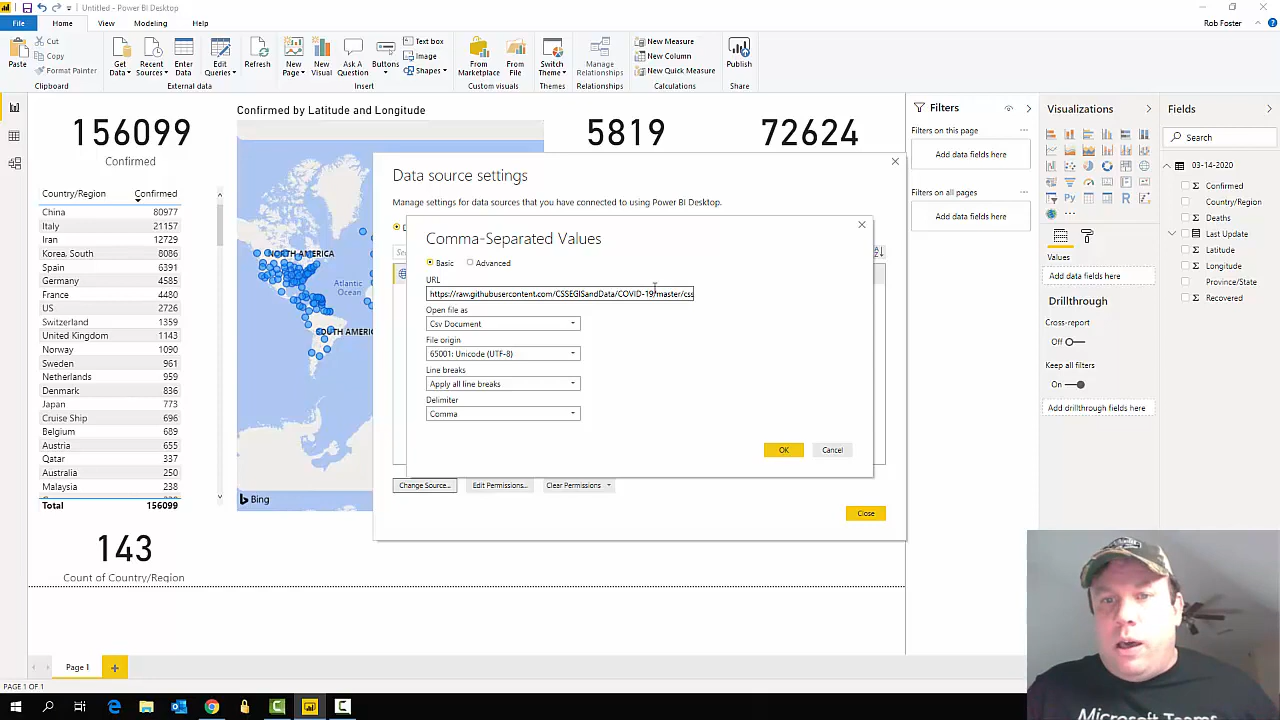 Untitled - Power BI Desktop
Rob Foster
File
Home
View
Modeling
Help
Paste
Cut
Copy
Format Painter
Clipboard
Get Data
Recent Sources
Enter Data
Edit Queries
Refresh
External data
New Page
New Visual
Ask A Question
Buttons
Text box
Image
Shapes
Insert
From Marketplace
From File
Custom visuals
Switch Theme
Themes
Manage Relationships
Relationships
New Measure
New Column
New Quick Measure
Calculations
Publish
Share
156099
Confirmed
Confirmed by Latitude and Longitude
5819
72624
Country/Region Confirmed
China 80977
Italy 21157
Iran 12729
Korea, South 8086
Spain 6391
Germany 4585
France 4480
US 2726
Switzerland 1359
United Kingdom 1143
Norway 1090
Sweden 961
Netherlands 959
Denmark 836
Japan 773
Cruise Ship 696
Belgium 689
Austria 655
Qatar 337
Australia 250
Malaysia 238
Total 156099
NORTH AMERICA
Atlantic
Ocean
SOUTH AMERIC
Bing
143
Count of Country/Region
Data source settings
Manage settings for data sources that you have connected to using Power BI Desktop.
Comma-Separated Values
Basic
Advanced
URL
https://raw.githubusercontent.com/CSSEGISandData/COVID-19/master/css
Open file as
Csv Document
File origin
65001: Unicode (UTF-8)
Line breaks
Apply all line breaks
Delimiter
Comma
OK
Cancel
Change Source...
Edit Permissions...
Clear Permissions
Close
Filters
Filters on this page
Add data fields here
Filters on all pages
Add data fields here
Visualizations
Values
Add data fields here
Drillthrough
Cross-report
Off
Keep all filters
On
Add drillthrough fields here
Fields
Search
03-14-2020
Confirmed
Country/Region
Deaths
Last Update
Latitude
Longitude
Province/State
Recovered
Page 1
PAGE 1 OF 1
Microsoft Teams